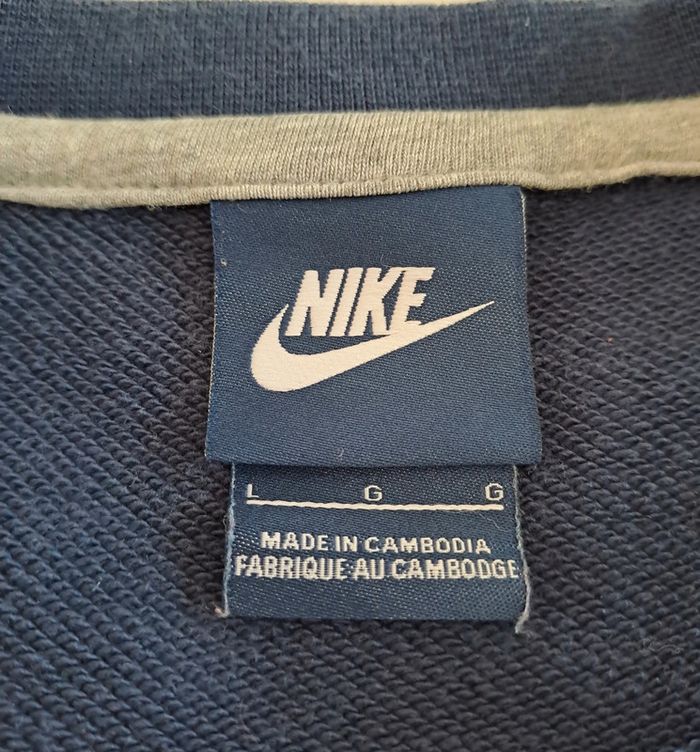 NIKE
L G G
MADE IN CAMBODIA
FABRIQUE AU CAMBODGE